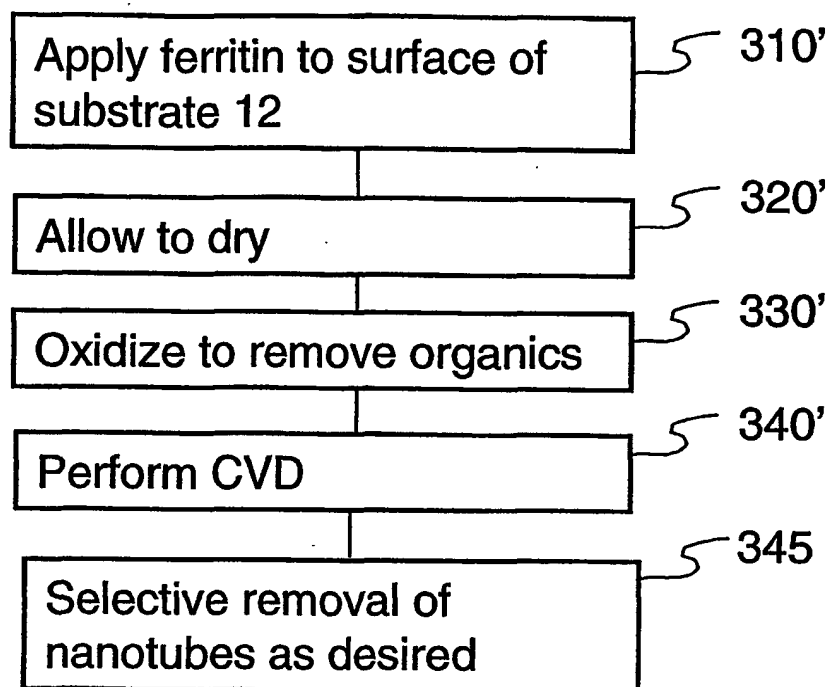 Apply ferritin to surface of
substrate 12
310'
Allow to dry
320'
Oxidize to remove organics
330'
Perform CVD
340'
Selective removal of
nanotubes as desired
345